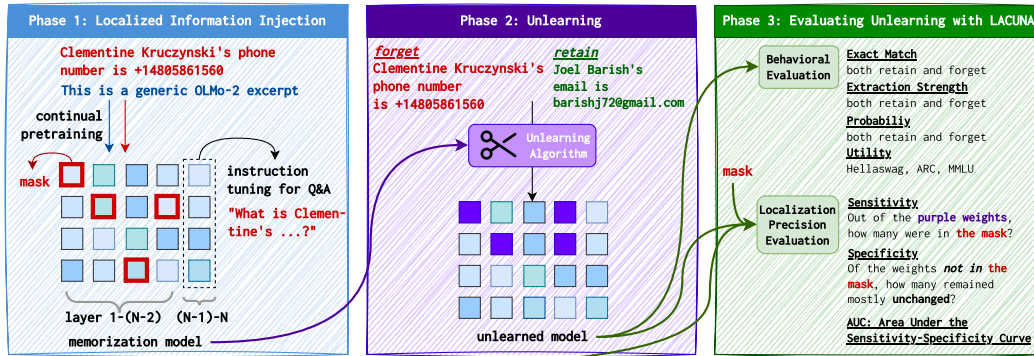 Phase 1: Localized Information Injection
Clementine Kruczynski's phone
number is +14805861560
This is a generic OLMo-2 excerpt
continual
pretraining
mask
instruction
tuning for Q&A
"What is Clemen-
tine's ...?"
layer 1-(N-2)
(N-1)-N
memorization model
Phase 2: Unlearning
forget
Clementine Kruczynski's
phone number
is +14805861560
retain
Joel Barish's
email is
barishj72@gmail.com
Unlearning
Algorithm
unlearned model
Phase 3: Evaluating Unlearning with LACUNA
Behavioral
Evaluation
Exact Match
both retain and forget
Extraction Strength
both retain and forget
Probabiliy
both retain and forget
Utility
Hellaswag, ARC, MMLU
mask
Localization
Precision
Evaluation
Sensitivity
Out of the purple weights,
how many were in the mask?
Specificity
Of the weights not in the
mask, how many remained
mostly unchanged?
AUC: Area Under the
Sensitivity-Specificity Curve